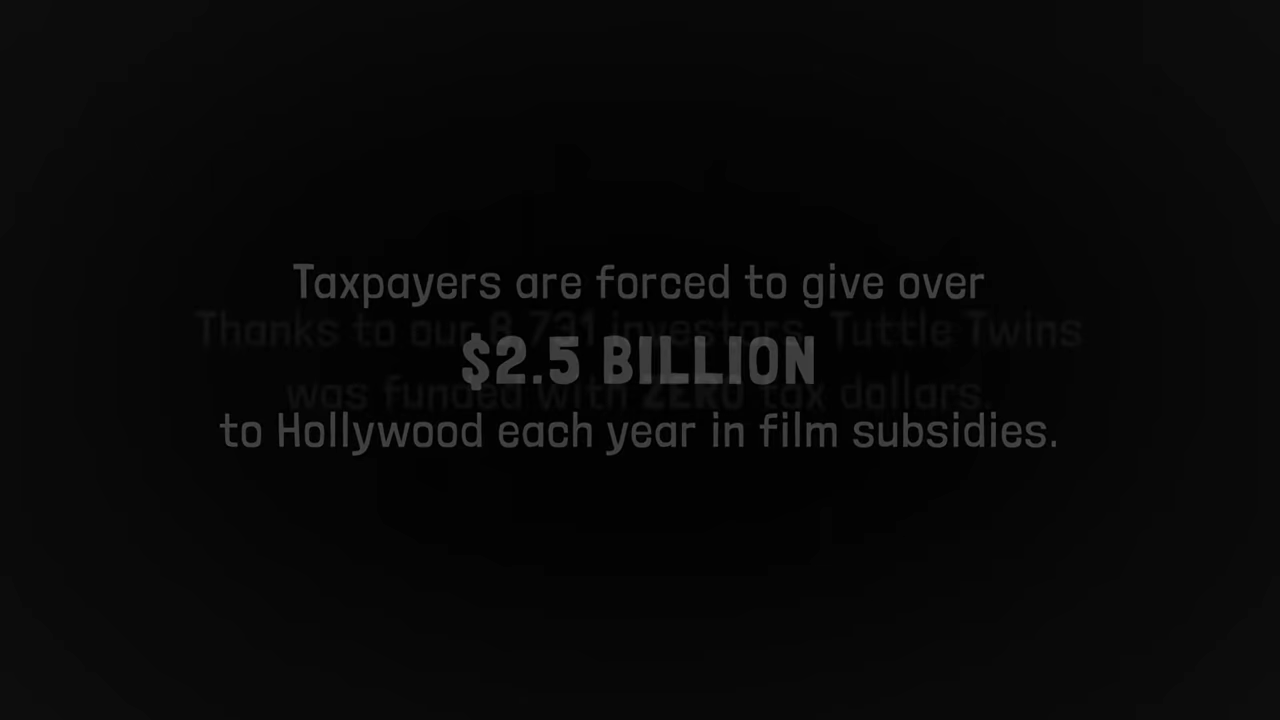 Taxpayers are forced to give over
$2.5 BILLION
to Hollywood each year in film subsidies.
Thanks to our 8,731 investors, Tuttle Twins
was funded with ZERO tax dollars.